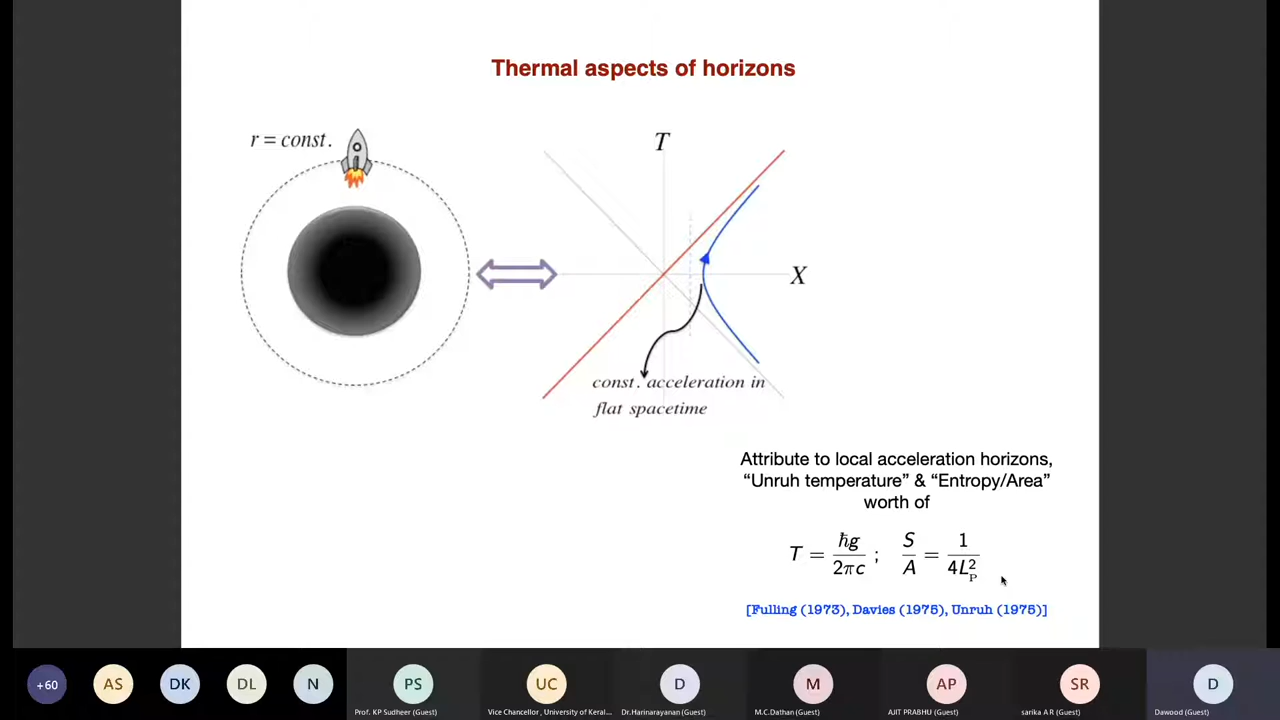 Thermal aspects of horizons
r = const.
T
X
const. acceleration in
flat spacetime
Attribute to local acceleration horizons,
“Unruh temperature” & “Entropy/Area”
worth of
T = ħg / 2πc ; S / A = 1 / 4L_P^2
[Fulling (1973), Davies (1975), Unruh (1975)]
+60 AS DK DL N PS UC D M AP SR D
Prof. KP Sudheer (Guest) Vice Chancellor , University of Keral... Dr.Harinarayanan (Guest) M.C.Dathan (Guest) AJIT PRABHU (Guest) sarika A R (Guest) Dawood (Guest)